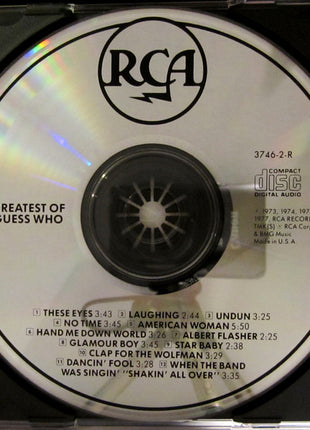 RCA
3746-2-R
COMPACT
disc
DIGITAL AUDIO
REATEST OF
GUESS WHO
℗ 1973, 1974, 197
1977, RCA RECOR
TMK(S) ® RCA Corp
& BMG Music
Made in U.S.A.
1 THESE EYES 3:43 2 LAUGHING 2:44 3 UNDUN 3:25
4 NO TIME 3:45 5 AMERICAN WOMAN 5:50
6 HAND ME DOWN WORLD 3:26 7 ALBERT FLASHER 2:25
8 GLAMOUR BOY 3:45 9 STAR BABY 2:38
10 CLAP FOR THE WOLFMAN 3:29
11 DANCIN' FOOL 3:28 12 WHEN THE BAND
WAS SINGIN' "SHAKIN' ALL OVER" 3:35